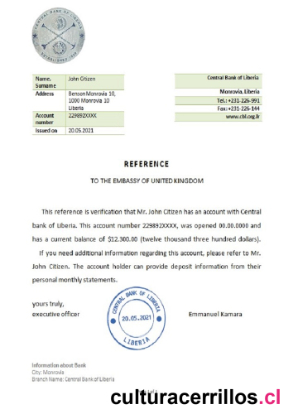 CENTRAL BANK OF LIBERIA
Name, Surname John Citizen
Address Benson Monrovia 10, 1000 Monrovia 10 Liberia
Account number 229892XXXX
Issued on 20.05.2021
Central Bank of Liberia
Monrovia, Liberia
Tel.: +231-226-991
Fax: +231-226-144
www.cbl.org.lr
REFERENCE
TO THE EMBASSY OF UNITED KINGDOM
This reference is verification that Mr. John Citizen has an account with Central
bank of Liberia. This account number 229892XXXX, was opened 00.00.0000 and
has a current balance of $12.300.00 (twelve thousand three hundred dollars).
If you need additional information regarding this account, please refer to Mr.
John Citizen. The account holder can provide deposit information from their
personal monthly statements.
yours truly,
executive officer
CENTRAL BANK OF LIBERIA
20.05.2021
LIBERIA
Emmanuel Kamara
Information about Bank
City: Monrovia
Branch Name: Central Bank of Liberia
culturacerrillos.cl